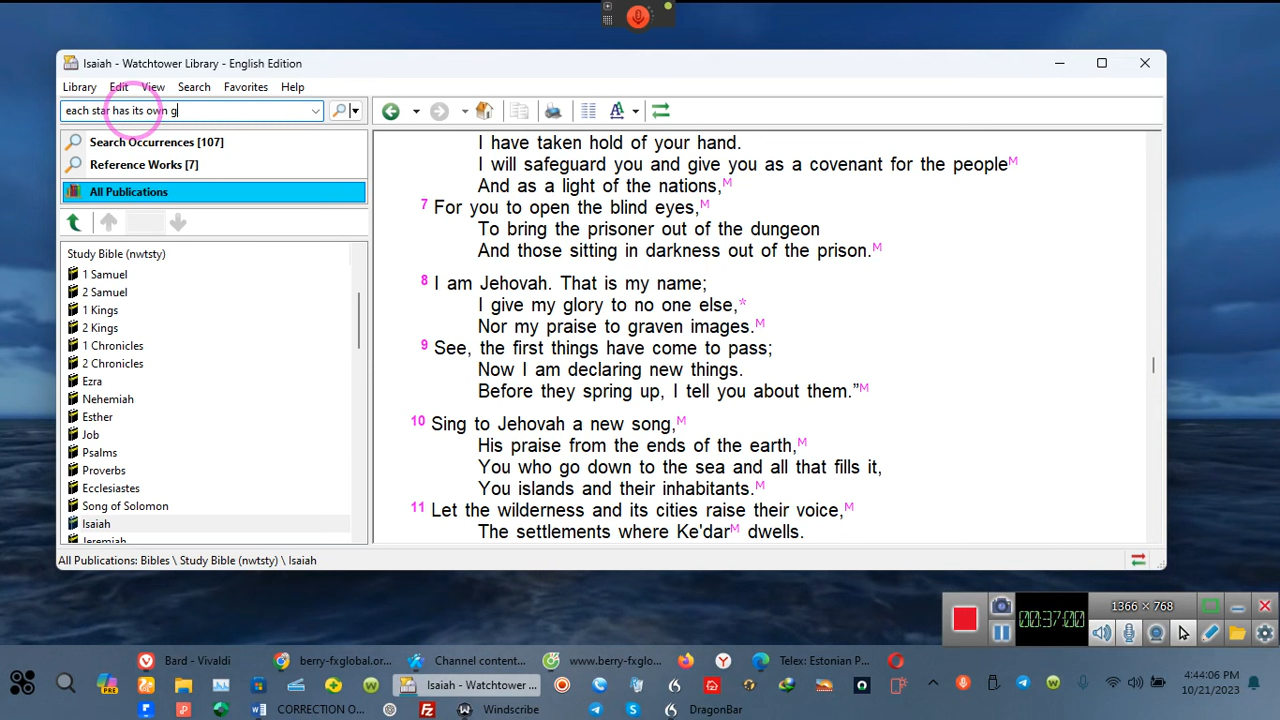 Isaiah - Watchtower Library - English Edition
Library Edit View Search Favorites Help
each star has its own g
Search Occurrences [107]
Reference Works [7]
All Publications
Study Bible (nwtsty)
1 Samuel
2 Samuel
1 Kings
2 Kings
1 Chronicles
2 Chronicles
Ezra
Nehemiah
Esther
Job
Psalms
Proverbs
Ecclesiastes
Song of Solomon
Isaiah
Jeremiah
I have taken hold of your hand.
I will safeguard you and give you as a covenant for the people M
And as a light of the nations, M
7 For you to open the blind eyes, M
To bring the prisoner out of the dungeon
And those sitting in darkness out of the prison. M
8 I am Jehovah. That is my name;
I give my glory to no one else,*
Nor my praise to graven images. M
9 See, the first things have come to pass;
Now I am declaring new things.
Before they spring up, I tell you about them.” M
10 Sing to Jehovah a new song, M
His praise from the ends of the earth, M
You who go down to the sea and all that fills it,
You islands and their inhabitants. M
11 Let the wilderness and its cities raise their voice, M
The settlements where Ke'dar M dwells.
All Publications: Bibles \ Study Bible (nwtsty) \ Isaiah
1366 × 768
00:37:00
Bard - Vivaldi
berry-fxglobal.or...
Channel content...
www.berry-fxglo...
Telex: Estonian P...
PRE
Isaiah - Watchtower ...
CORRECTION O...
Windscribe
DragonBar
4:44:06 PM
10/21/2023